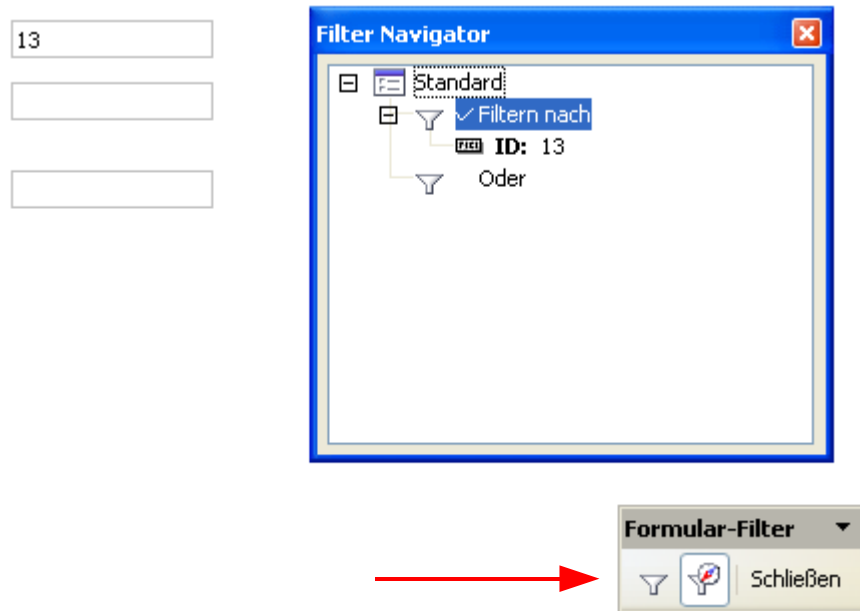 13
Filter Navigator
Standard
Filtern nach
ID: 13
Oder
Formular-Filter
Schließen